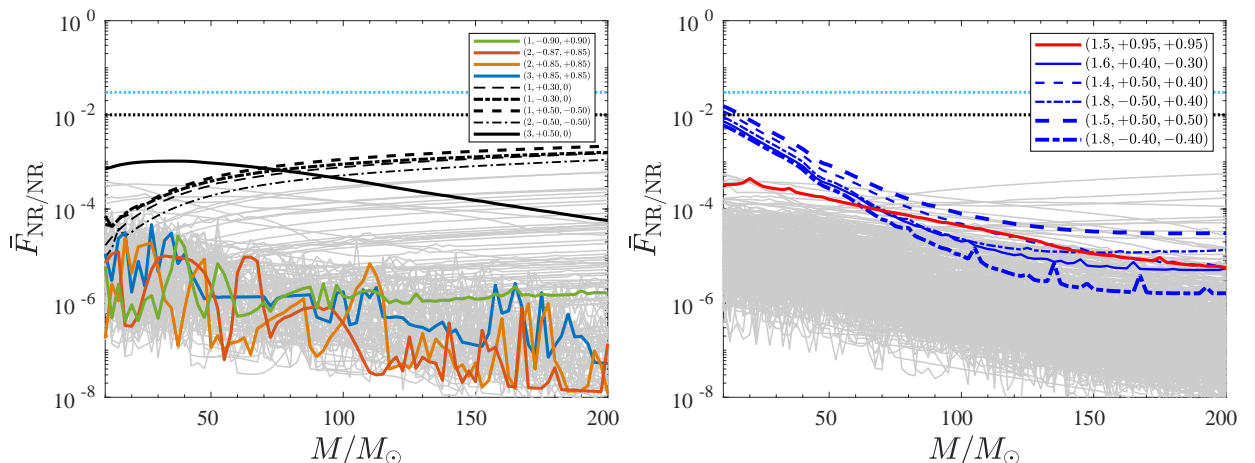 10 0
10 -2
10 -4
10 -6
10 -8
F̄NR/NR
50
100
150
200
M/M⊙
(1, −0.90, +0.90)
(2, −0.87, +0.85)
(2, +0.85, +0.85)
(3, +0.85, +0.85)
(1, +0.30, 0)
(1, −0.30, 0)
(1, +0.50, −0.50)
(2, −0.50, −0.50)
(3, +0.50, 0)
10 0
10 -2
10 -4
10 -6
10 -8
F̄NR/NR
50
100
150
200
M/M⊙
(1.5, +0.95, +0.95)
(1.6, +0.40, −0.30)
(1.4, +0.50, +0.40)
(1.8, −0.50, +0.40)
(1.5, +0.50, +0.50)
(1.8, −0.40, −0.40)